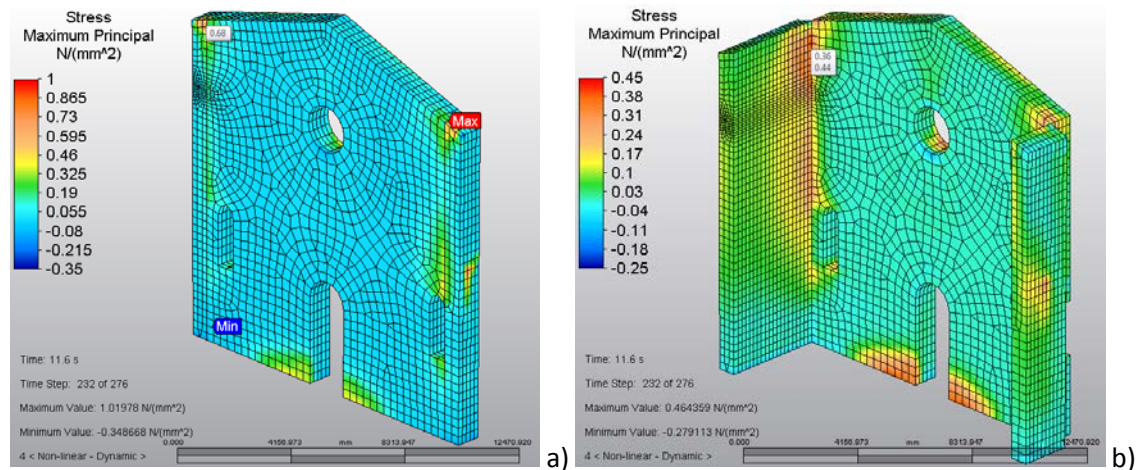 Stress
Maximum Principal
N/(mm^2)
1
0.865
0.73
0.595
0.46
0.325
0.19
0.055
-0.08
-0.215
-0.35
0.68
Max
Min
Time: 11.6 s
Time Step: 232 of 276
Maximum Value: 1.01978 N/(mm^2)
Minimum Value: -0.348668 N/(mm^2)
0.000 4156.973 mm 8313.947 12470.920
4 < Non-linear - Dynamic >
a)
Stress
Maximum Principal
N/(mm^2)
0.45
0.38
0.31
0.24
0.17
0.10
0.03
-0.04
-0.11
-0.18
-0.25
0.36
0.44
Time: 11.6 s
Time Step: 232 of 276
Maximum Value: 0.464359 N/(mm^2)
Minimum Value: -0.279113 N/(mm^2)
0.000 4156.973 mm 8313.947 12470.920
4 < Non-linear - Dynamic >
b)